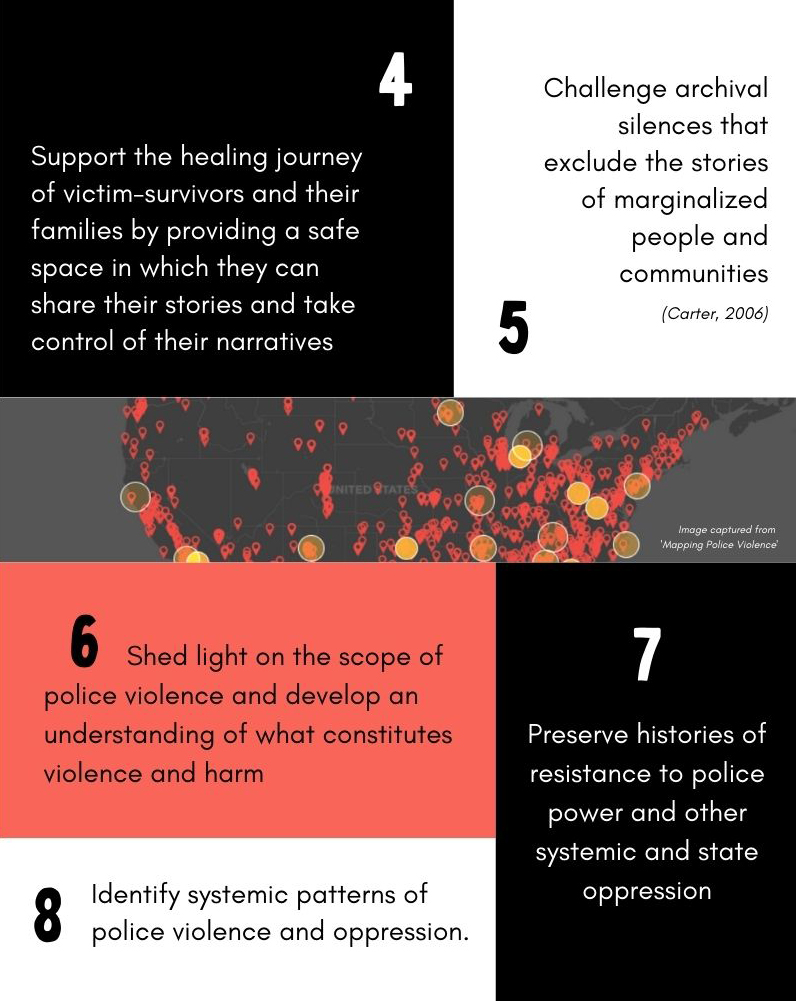 4
Support the healing journey
of victim-survivors and their
families by providing a safe
space in which they can
share their stories and take
control of their narratives
Challenge archival
silences that
exclude the stories
of marginalized
people and
communities
(Carter, 2006)
5
UNITED STATES
Image captured from
'Mapping Police Violence'
6 Shed light on the scope of
police violence and develop an
understanding of what constitutes
violence and harm
7
Preserve histories of
resistance to police
power and other
systemic and state
oppression
8 Identify systemic patterns of
police violence and oppression.